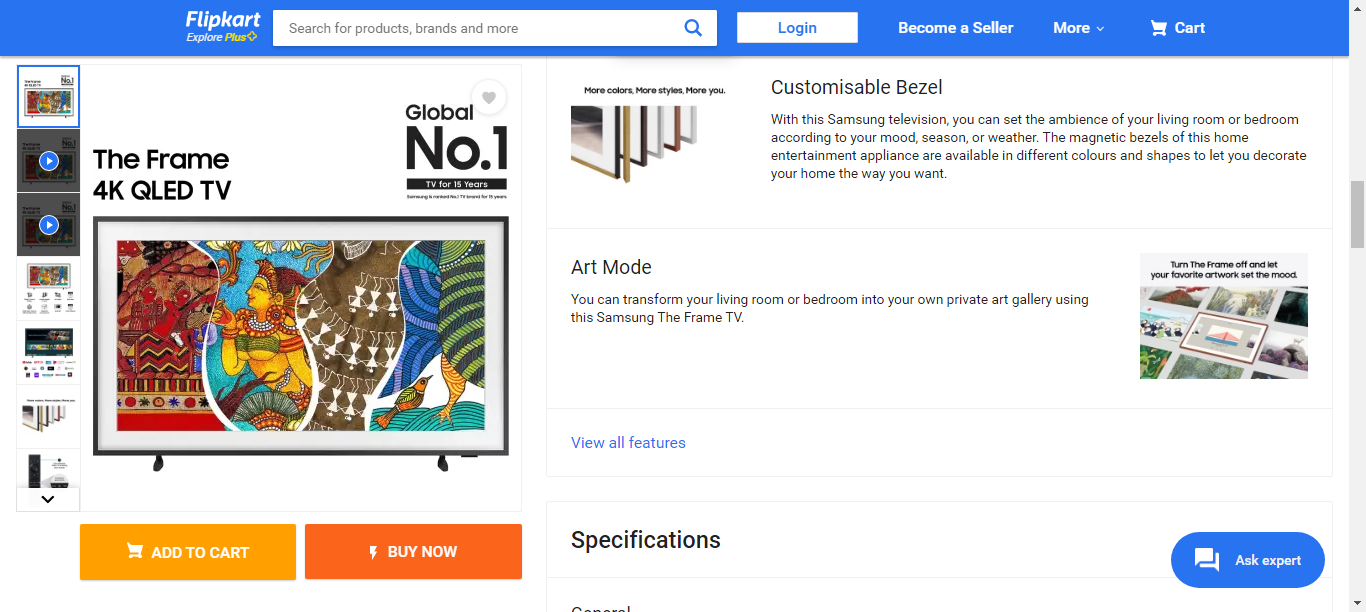 Flipkart
Explore Plus
Search for products, brands and more
Login
Become a Seller
More
Cart
Global
No.1
TV for 15 Years
Samsung is ranked No.1 TV brand for 15 years
The Frame
4K QLED TV
ADD TO CART
BUY NOW
More colors, More styles, More you.
Customisable Bezel
With this Samsung television, you can set the ambience of your living room or bedroom
according to your mood, season, or weather. The magnetic bezels of this home
entertainment appliance are available in different colours and shapes to let you decorate
your home the way you want.
Art Mode
You can transform your living room or bedroom into your own private art gallery using
this Samsung The Frame TV.
Turn The Frame off and let
your favorite artwork set the mood.
View all features
Specifications
Ask expert
General